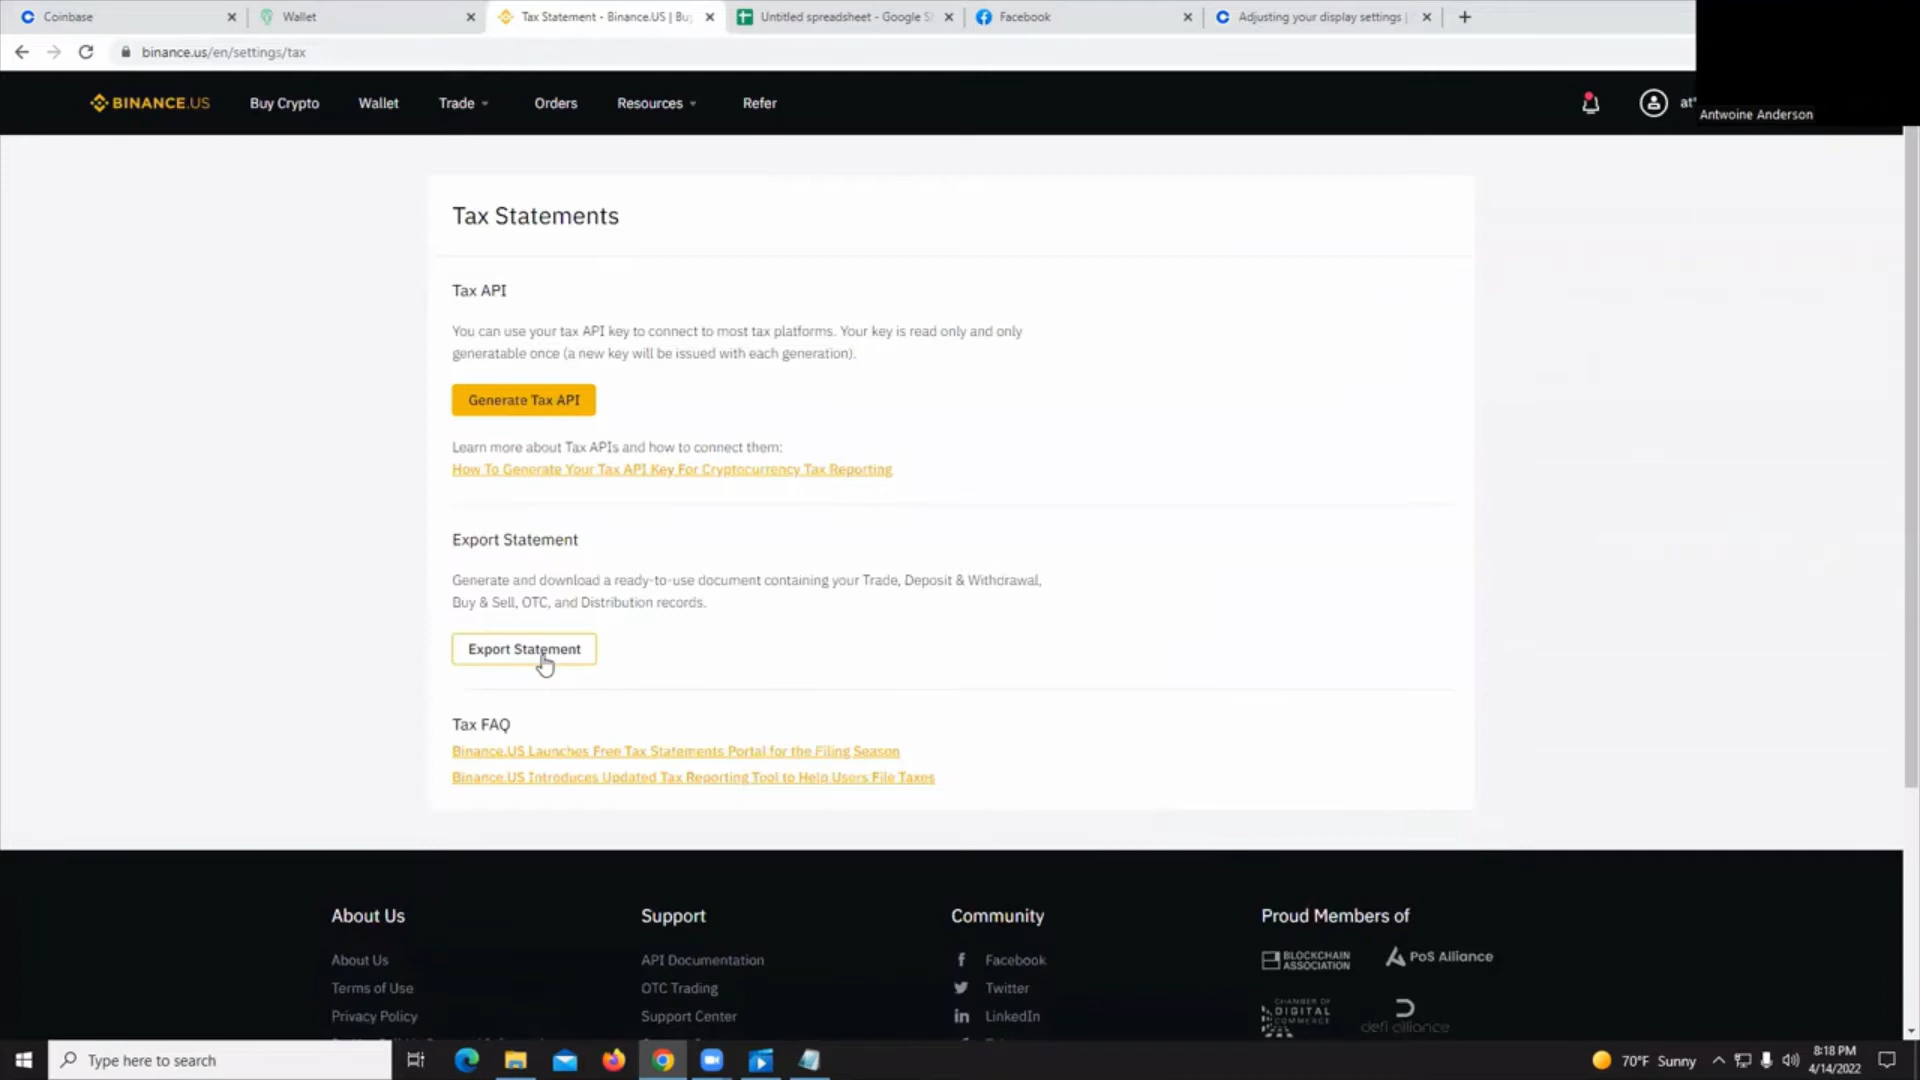 Coinbase
Wallet
Tax Statement - Binance.US | Bu
Untitled spreadsheet - Google S
Facebook
Adjusting your display settings |
binance.us/en/settings/tax
BINANCE.US
Buy Crypto
Wallet
Trade
Orders
Resources
Refer
at*
Antwoine Anderson
Tax Statements
Tax API
You can use your tax API key to connect to most tax platforms. Your key is read only and only
generatable once (a new key will be issued with each generation).
Generate Tax API
Learn more about Tax APIs and how to connect them:
How To Generate Your Tax API Key For Cryptocurrency Tax Reporting
Export Statement
Generate and download a ready-to-use document containing your Trade, Deposit & Withdrawal,
Buy & Sell, OTC, and Distribution records.
Export Statement
Tax FAQ
Binance.US Launches Free Tax Statements Portal for the Filing Season
Binance.US Introduces Updated Tax Reporting Tool to Help Users File Taxes
About Us
Support
Community
Proud Members of
About Us
API Documentation
Facebook
BLOCKCHAIN
ASSOCIATION
PoS Alliance
Terms of Use
OTC Trading
Twitter
Privacy Policy
Support Center
LinkedIn
CHAMBER OF
DIGITAL
COMMERCE
defi alliance
Type here to search
70°F Sunny
8:18 PM
4/14/2022